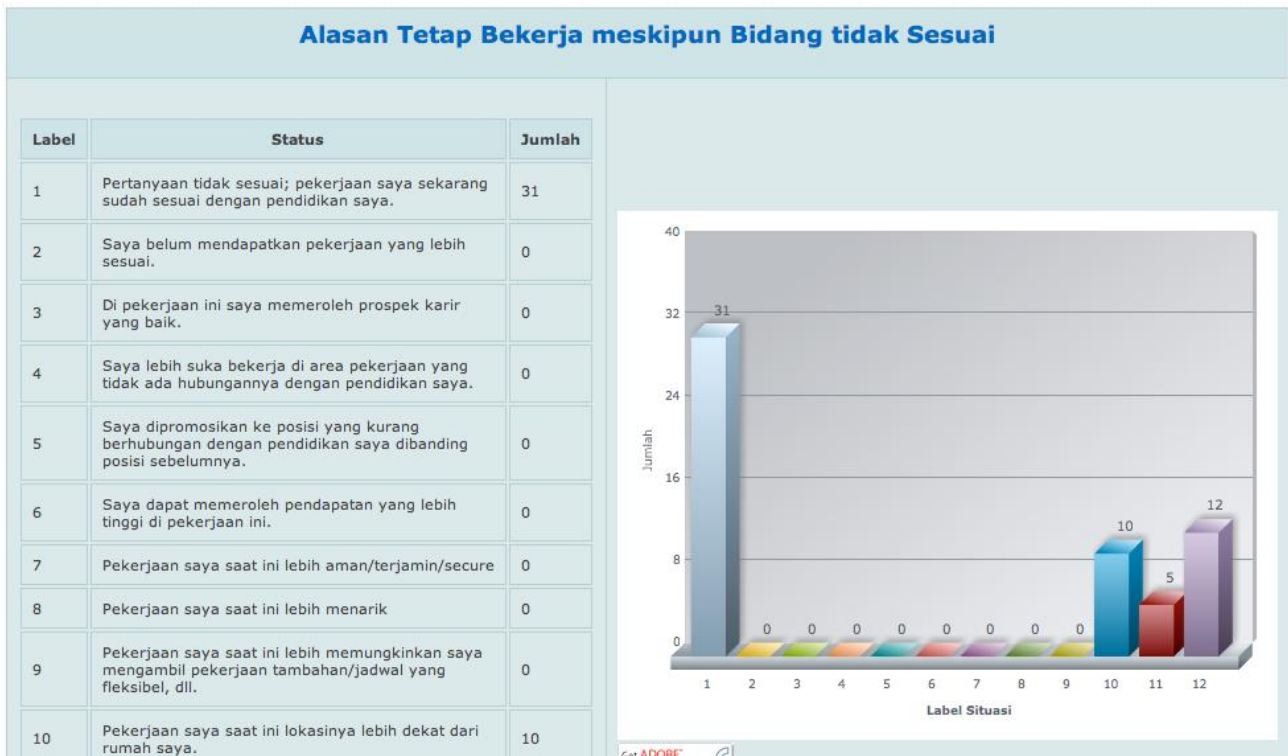 Alasan Tetap Bekerja meskipun Bidang tidak Sesuai
Label Status Jumlah
1 Pertanyaan tidak sesuai; pekerjaan saya sekarang
sudah sesuai dengan pendidikan saya. 31
2 Saya belum mendapatkan pekerjaan yang lebih
sesuai. 0
3 Di pekerjaan ini saya memeroleh prospek karir
yang baik. 0
4 Saya lebih suka bekerja di area pekerjaan yang
tidak ada hubungannya dengan pendidikan saya. 0
5 Saya dipromosikan ke posisi yang kurang
berhubungan dengan pendidikan saya dibanding
posisi sebelumnya. 0
6 Saya dapat memeroleh pendapatan yang lebih
tinggi di pekerjaan ini. 0
7 Pekerjaan saya saat ini lebih aman/terjamin/secure 0
8 Pekerjaan saya saat ini lebih menarik 0
9 Pekerjaan saya saat ini lebih memungkinkan saya
mengambil pekerjaan tambahan/jadwal yang
fleksibel, dll. 0
10 Pekerjaan saya saat ini lokasinya lebih dekat dari
rumah saya. 10
40
32
24
16
8
0
Jumlah
31 0 0 0 0 0 0 0 0 10 5 12
1 2 3 4 5 6 7 8 9 10 11 12
Label Situasi
Get ADOBE